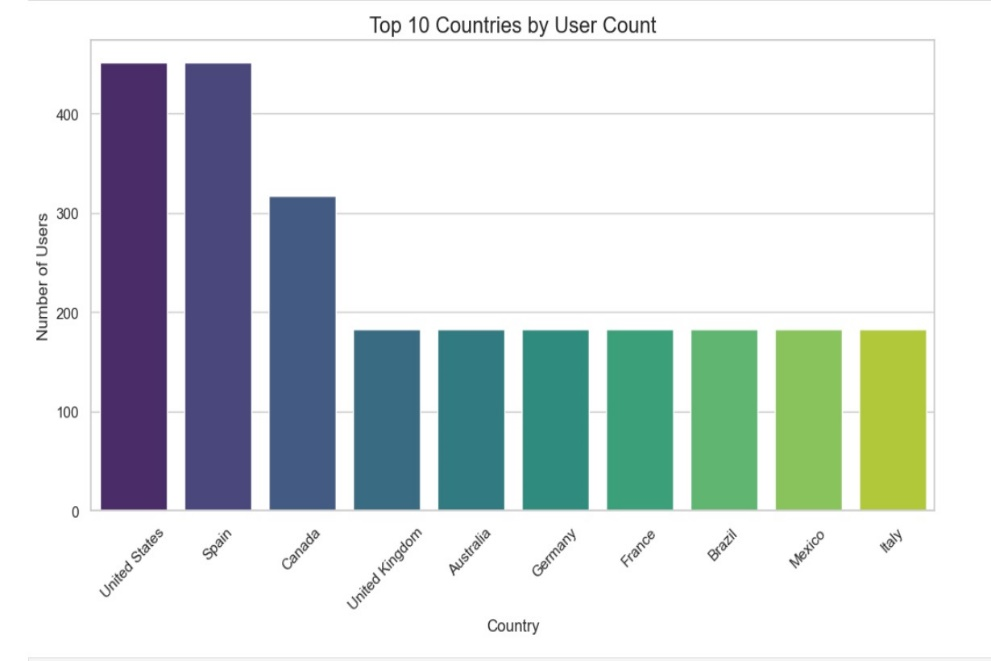 Top 10 Countries by User Count
Number of Users
400
300
200
100
0
United States
Spain
Canada
United Kingdom
Australia
Germany
France
Brazil
Mexico
Italy
Country